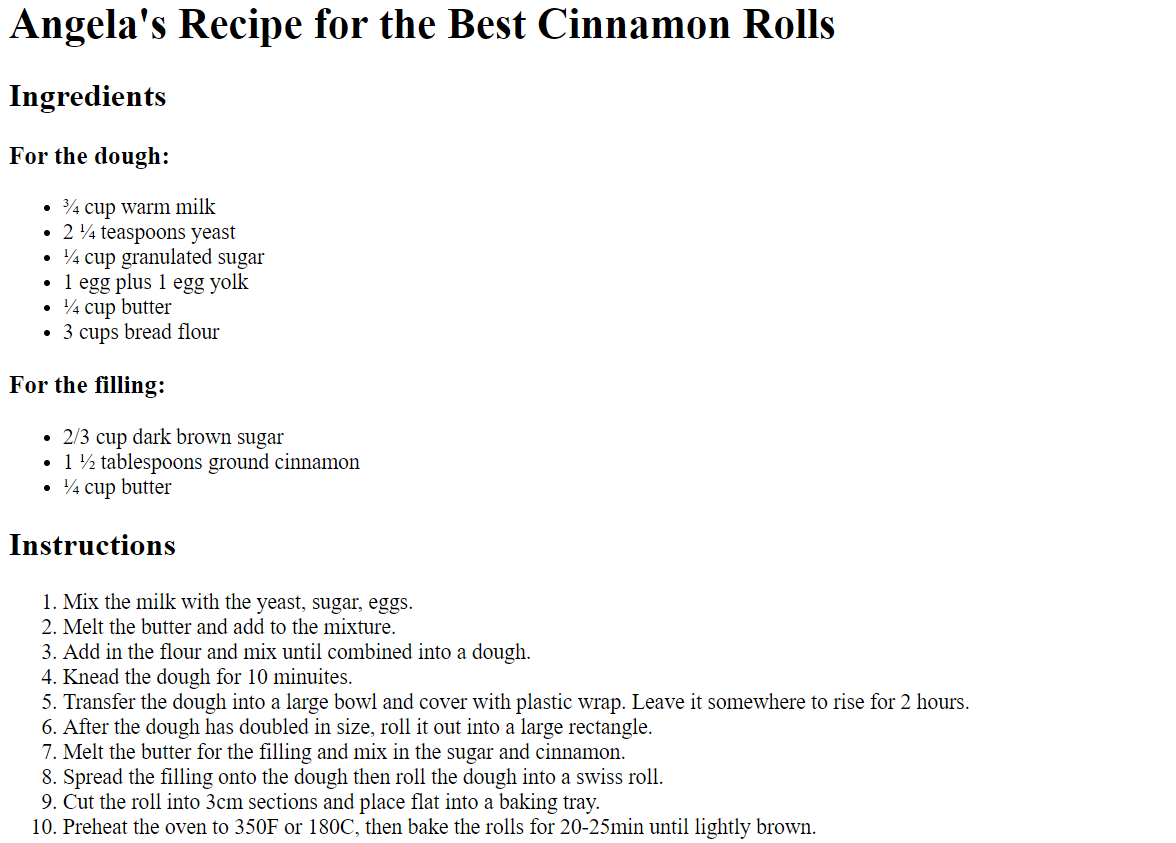 Angela's Recipe for the Best Cinnamon Rolls
Ingredients
For the dough:
• ¾ cup warm milk
• 2 ¼ teaspoons yeast
• ¼ cup granulated sugar
• 1 egg plus 1 egg yolk
• ¼ cup butter
• 3 cups bread flour
For the filling:
• 2/3 cup dark brown sugar
• 1 ½ tablespoons ground cinnamon
• ¼ cup butter
Instructions
1. Mix the milk with the yeast, sugar, eggs.
2. Melt the butter and add to the mixture.
3. Add in the flour and mix until combined into a dough.
4. Knead the dough for 10 minuites.
5. Transfer the dough into a large bowl and cover with plastic wrap. Leave it somewhere to rise for 2 hours.
6. After the dough has doubled in size, roll it out into a large rectangle.
7. Melt the butter for the filling and mix in the sugar and cinnamon.
8. Spread the filling onto the dough then roll the dough into a swiss roll.
9. Cut the roll into 3cm sections and place flat into a baking tray.
10. Preheat the oven to 350F or 180C, then bake the rolls for 20-25min until lightly brown.